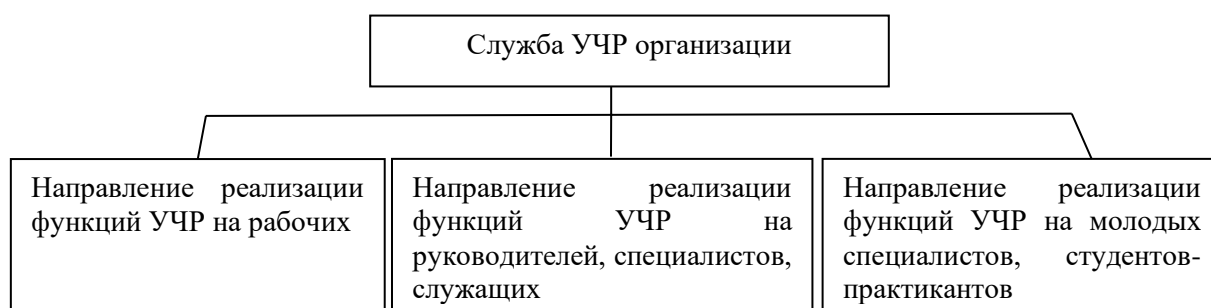 Служба УЧР организации
Направление реализации
функций УЧР на рабочих
Направление реализации
функций УЧР на
руководителей, специалистов,
служащих
Направление реализации
функций УЧР на молодых
специалистов, студентов-
практикантов